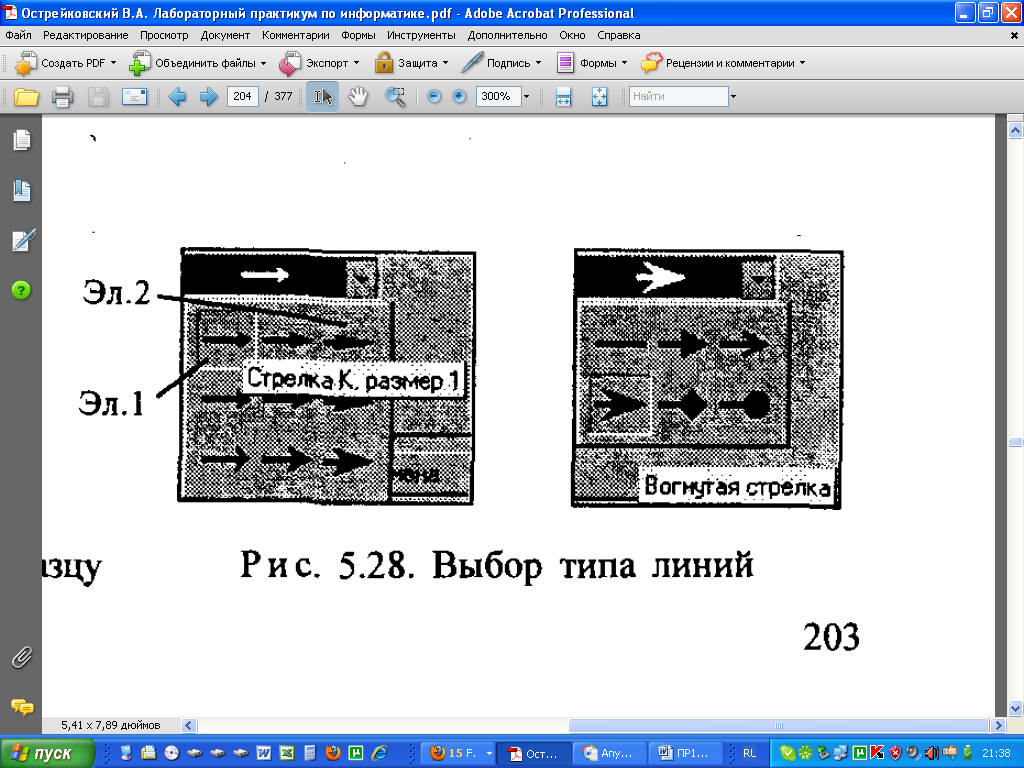 Острейковский В.А. Лабораторный практикум по информатике.pdf - Adobe Acrobat Professional
Файл Редактирование Просмотр Документ Комментарии Формы Инструменты Дополнительно Окно Справка
Создать PDF Объединить файлы Экспорт Защита Подпись Формы Рецензии и комментарии
204 / 377 300% Найти
Эл.2
Эл.1
Стрелка К, размер 1
мена
Вогнутая стрелка
азцу
Рис. 5.28. Выбор типа линий
203
5,41 x 7,89 дюймов
пуск 15 F. Ост... Any... ПР1... RL 21:38